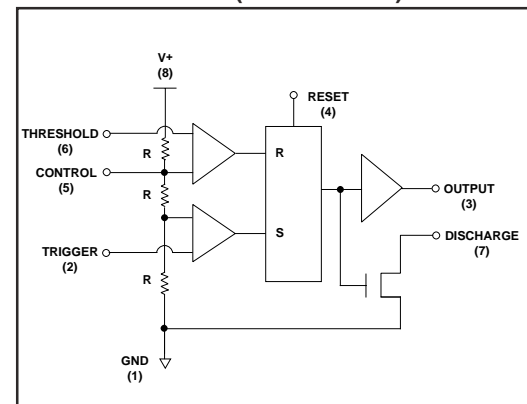 V+
(8)
RESET
(4)
THRESHOLD
(6)
R
R
CONTROL
(5)
R
OUTPUT
(3)
S
DISCHARGE
(7)
TRIGGER
(2)
R
GND
(1)